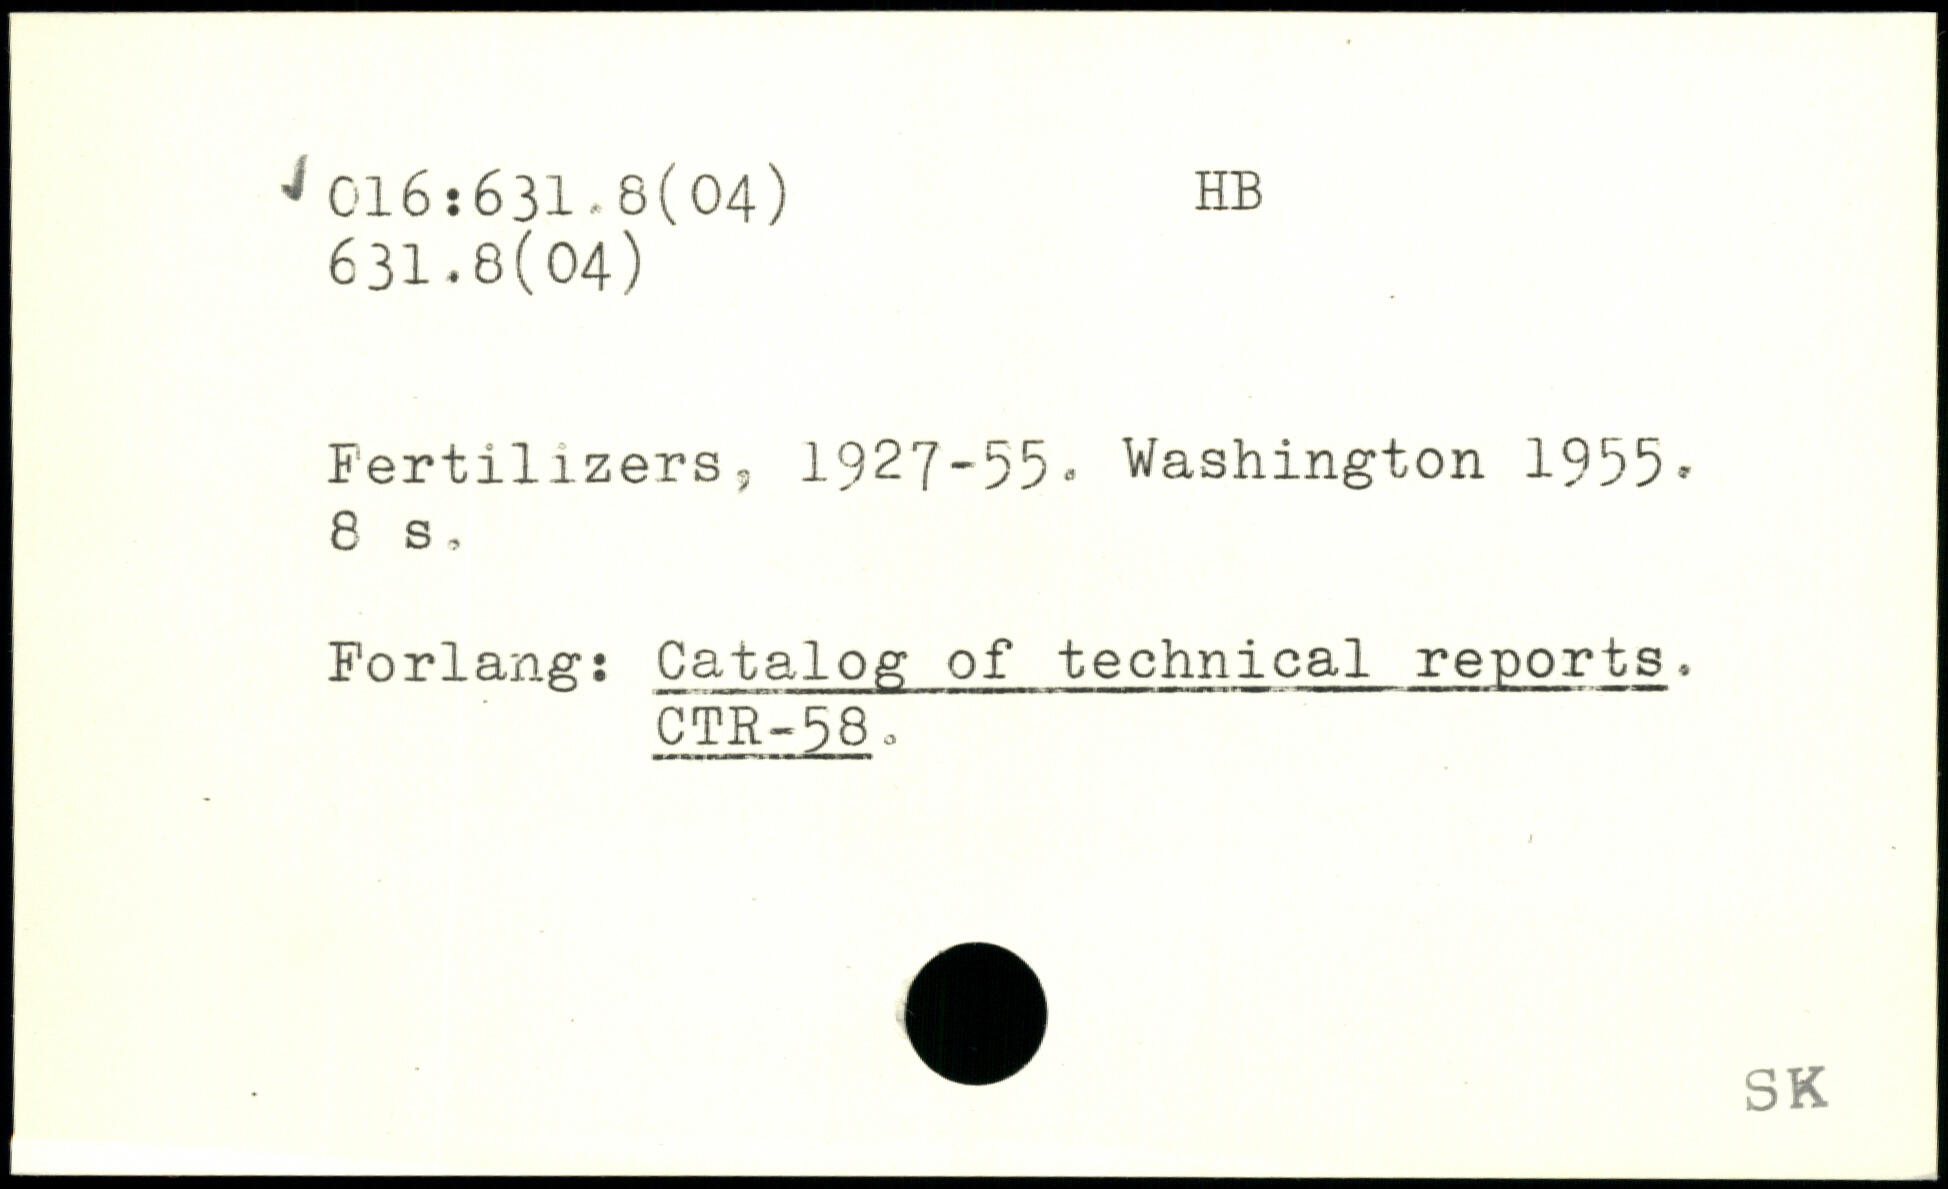 ✓ 016:631.8(04) HB
631.8(04)
Fertilizers, 1927-55. Washington 1955.
8 s.
Forlang: Catalog of technical reports.
CTR-58.
SK